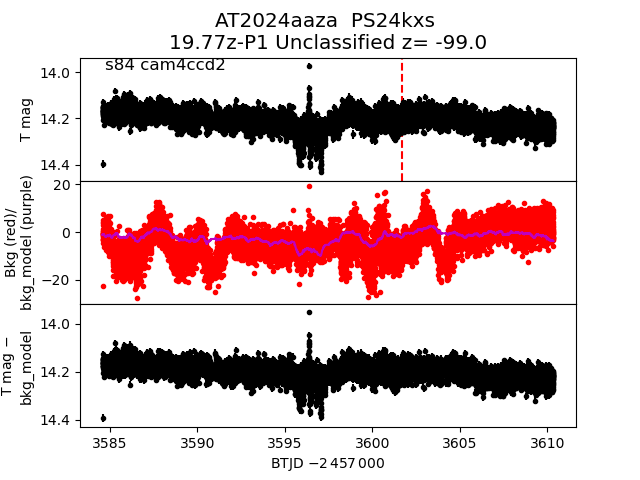 AT2024aaza  PS24kxs
19.77z-P1 Unclassified z= -99.0
s84 cam4ccd2
14.0
14.2
14.4
T mag
20
0
−20
Bkg (red)/
bkg_model (purple)
14.0
14.2
14.4
T mag −
bkg_model
3585
3590
3595
3600
3605
3610
BTJD −2 457 000